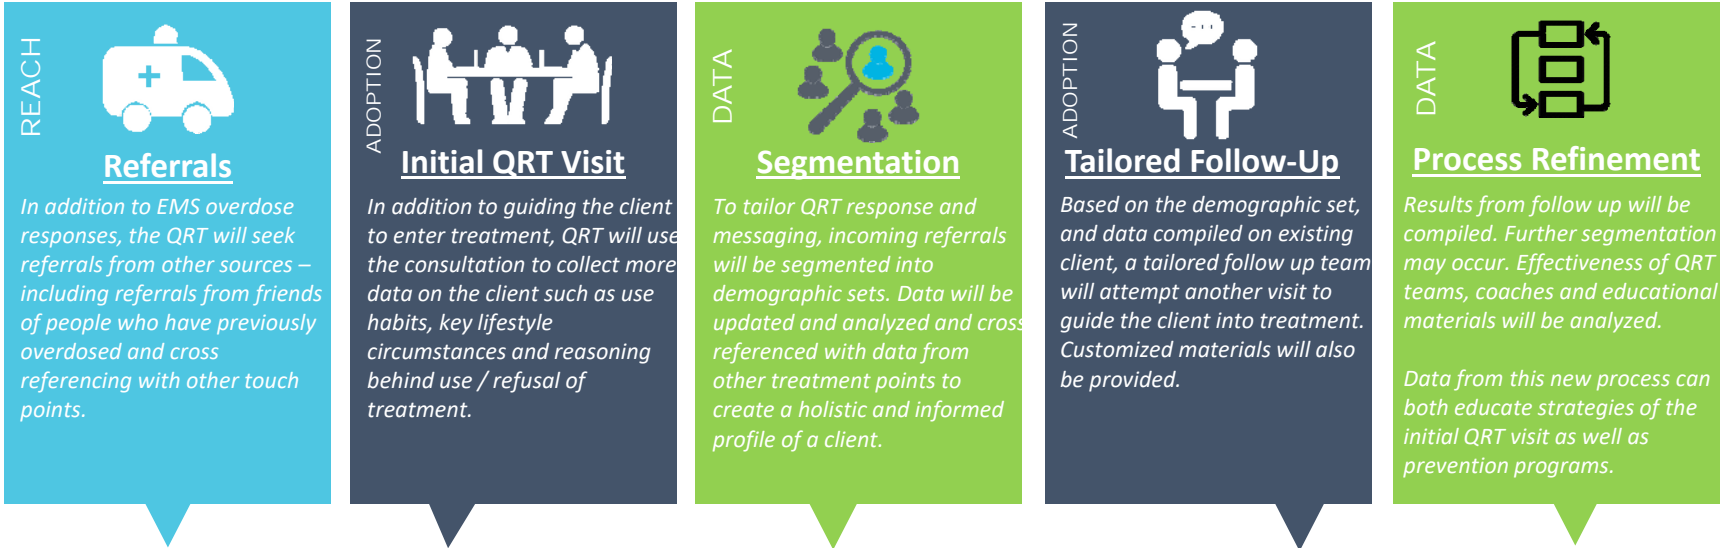 REACH
Referrals
In addition to EMS overdose
responses, the QRT will seek
referrals from other sources –
including referrals from friends
of people who have previously
overdosed and cross
referencing with other touch
points.
ADOPTION
Initial QRT Visit
In addition to guiding the client
to enter treatment, QRT will use
the consultation to collect more
data on the client such as use
habits, key lifestyle
circumstances and reasoning
behind use / refusal of
treatment.
DATA
Segmentation
To tailor QRT response and
messaging, incoming referrals
will be segmented into
demographic sets. Data will be
updated and analyzed and cross
referenced with data from
other treatment points to
create a holistic and informed
profile of a client.
ADOPTION
Tailored Follow-Up
Based on the demographic set,
and data compiled on existing
client, a tailored follow up team
will attempt another visit to
guide the client into treatment.
Customized materials will also
be provided.
DATA
Process Refinement
Results from follow up will be
compiled. Further segmentation
may occur. Effectiveness of QRT
teams, coaches and educational
materials will be analyzed.
Data from this new process can
both educate strategies of the
initial QRT visit as well as
prevention programs.